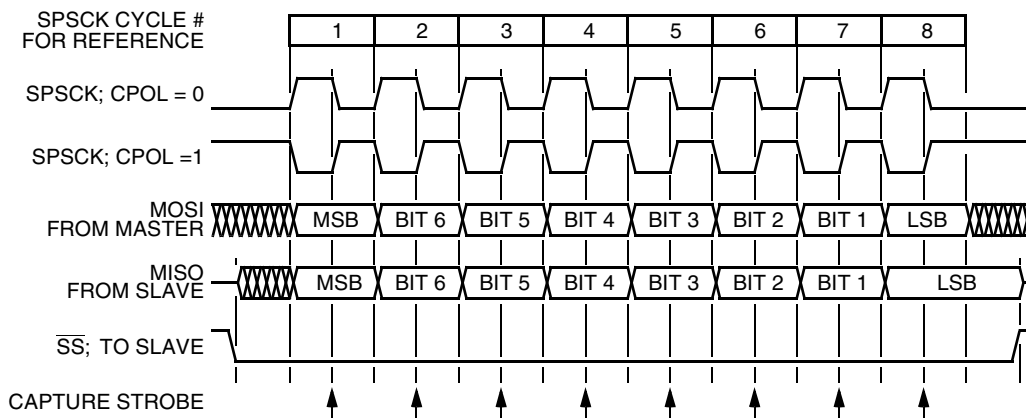 SPSCK CYCLE #
FOR REFERENCE
1 2 3 4 5 6 7 8
SPSCK; CPOL = 0
SPSCK; CPOL =1
MOSI
FROM MASTER
MSB BIT 6 BIT 5 BIT 4 BIT 3 BIT 2 BIT 1 LSB
MISO
FROM SLAVE
MSB BIT 6 BIT 5 BIT 4 BIT 3 BIT 2 BIT 1 LSB
SS; TO SLAVE
CAPTURE STROBE